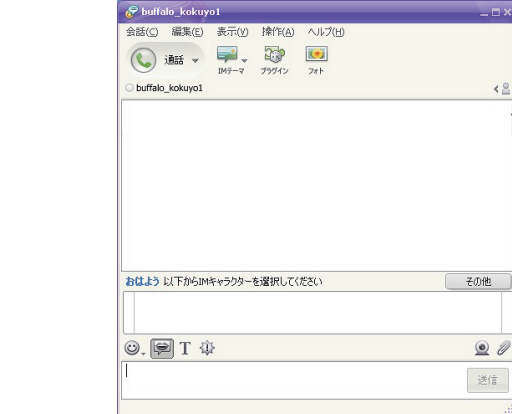 buffalo_kokuyo1
会話(C) 編集(E) 表示(V) 操作(A) ヘルプ(H)
通話
IMテーマ プラグイン フォト
buffalo_kokuyo1
おはよう 以下からIMキャラクターを選択してください
その他
T
送信